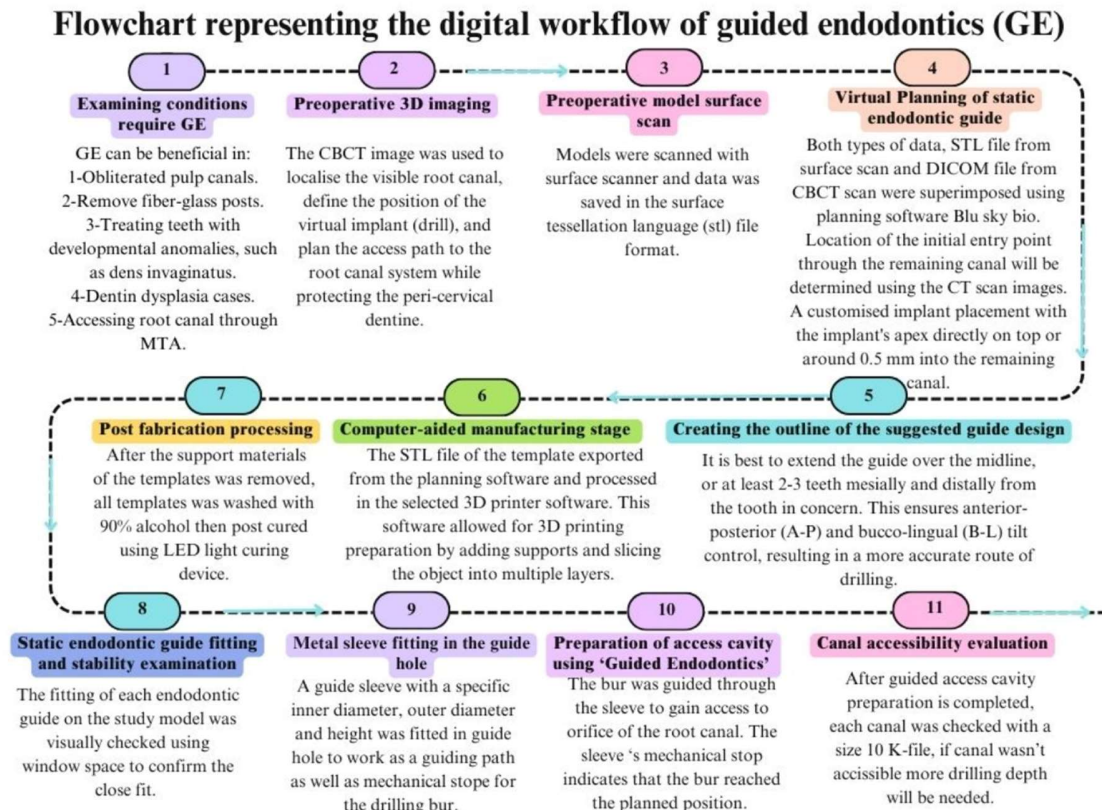 Flowchart representing the digital workflow of guided endodontics (GE)
1
Examining conditions
require GE
GE can be beneficial in:
1-Obliterated pulp canals.
2-Remove fiber-glass posts.
3-Treating teeth with
developmental anomalies, such
as dens invaginatus.
4-Dentin dysplasia cases.
5-Accessing root canal through
MTA.
2
Preoperative 3D imaging
The CBCT image was used to
localise the visible root canal,
define the position of the
virtual implant (drill), and
plan the access path to the
root canal system while
protecting the peri-cervical
dentine.
3
Preoperative model surface
scan
Models were scanned with
surface scanner and data was
saved in the surface
tessellation language (stl) file
format.
4
Virtual Planning of static
endodontic guide
Both types of data, STL file from
surface scan and DICOM file from
CBCT scan were superimposed using
planning software Blu sky bio.
Location of the initial entry point
through the remaining canal will be
determined using the CT scan images.
A customised implant placement with
the implant's apex directly on top or
around 0.5 mm into the remaining
canal.
5
Creating the outline of the suggested guide design
It is best to extend the guide over the midline,
or at least 2-3 teeth mesially and distally from
the tooth in concern. This ensures anterior-
posterior (A-P) and bucco-lingual (B-L) tilt
control, resulting in a more accurate route of
drilling.
6
Computer-aided manufacturing stage
The STL file of the template exported
from the planning software and processed
in the selected 3D printer software. This
software allowed for 3D printing
preparation by adding supports and slicing
the object into multiple layers.
7
Post fabrication processing
After the support materials
of the templates was removed,
all templates was washed with
90% alcohol then post cured
using LED light curing
device.
8
Static endodontic guide fitting
and stability examination
The fitting of each endodontic
guide on the study model was
visually checked using
window space to confirm the
close fit.
9
Metal sleeve fitting in the guide
hole
A guide sleeve with a specific
inner diameter, outer diameter
and height was fitted in guide
hole to work as a guiding path
as well as mechanical stope for
the drilling bur.
10
Preparation of access cavity
using ‘Guided Endodontics’
The bur was guided through
the sleeve to gain access to
orifice of the root canal. The
sleeve ‘s mechanical stop
indicates that the bur reached
the planned position.
11
Canal accessibility evaluation
After guided access cavity
preparation is completed,
each canal was checked with a
size 10 K-file, if canal wasn’t
accissible more drilling depth
will be needed.